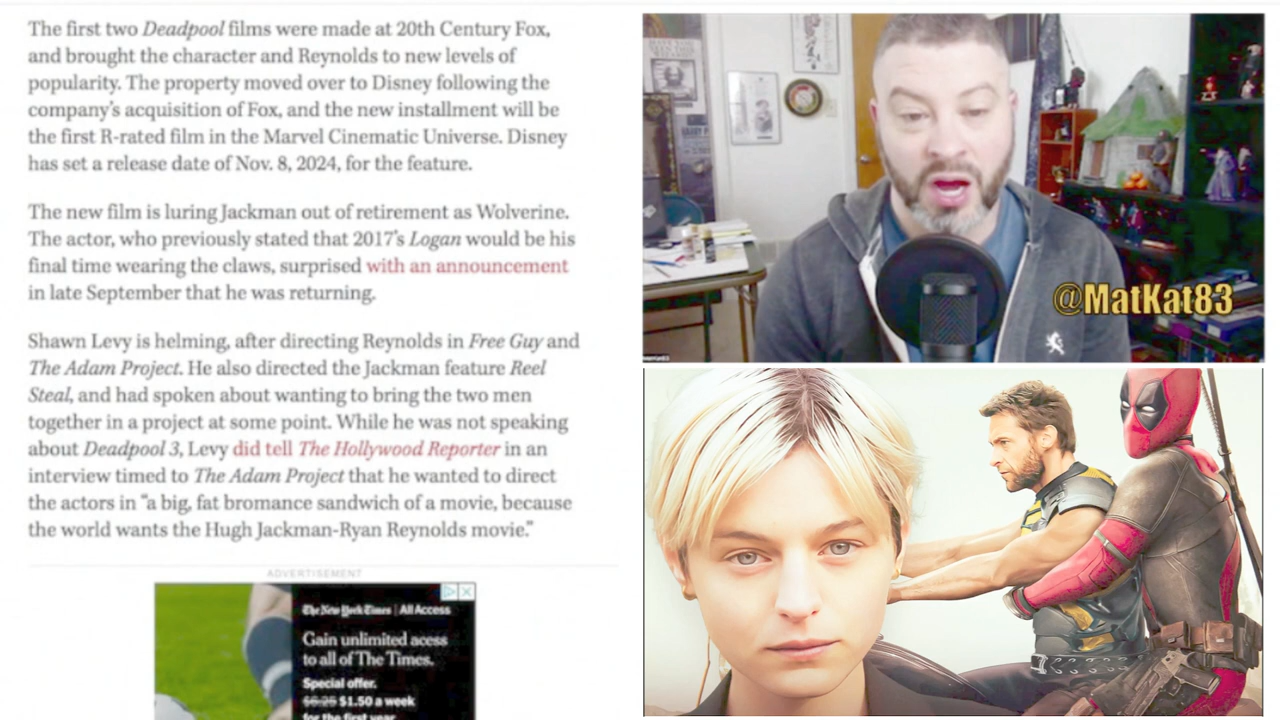 The first two Deadpool films were made at 20th Century Fox,
and brought the character and Reynolds to new levels of
popularity. The property moved over to Disney following the
company's acquisition of Fox, and the new installment will be
the first R-rated film in the Marvel Cinematic Universe. Disney
has set a release date of Nov. 8, 2024, for the feature.
The new film is luring Jackman out of retirement as Wolverine.
The actor, who previously stated that 2017's Logan would be his
final time wearing the claws, surprised with an announcement
in late September that he was returning.
Shawn Levy is helming, after directing Reynolds in Free Guy and
The Adam Project. He also directed the Jackman feature Reel
Steal, and had spoken about wanting to bring the two men
together in a project at some point. While he was not speaking
about Deadpool 3, Levy did tell The Hollywood Reporter in an
interview timed to The Adam Project that he wanted to direct
the actors in “a big, fat bromance sandwich of a movie, because
the world wants the Hugh Jackman-Ryan Reynolds movie.”
ADVERTISEMENT
The New York Times | All Access
Gain unlimited acess
to all of The Times.
Special offer.
$6.25 $1.50 a week
for the first year.
@MatKat83